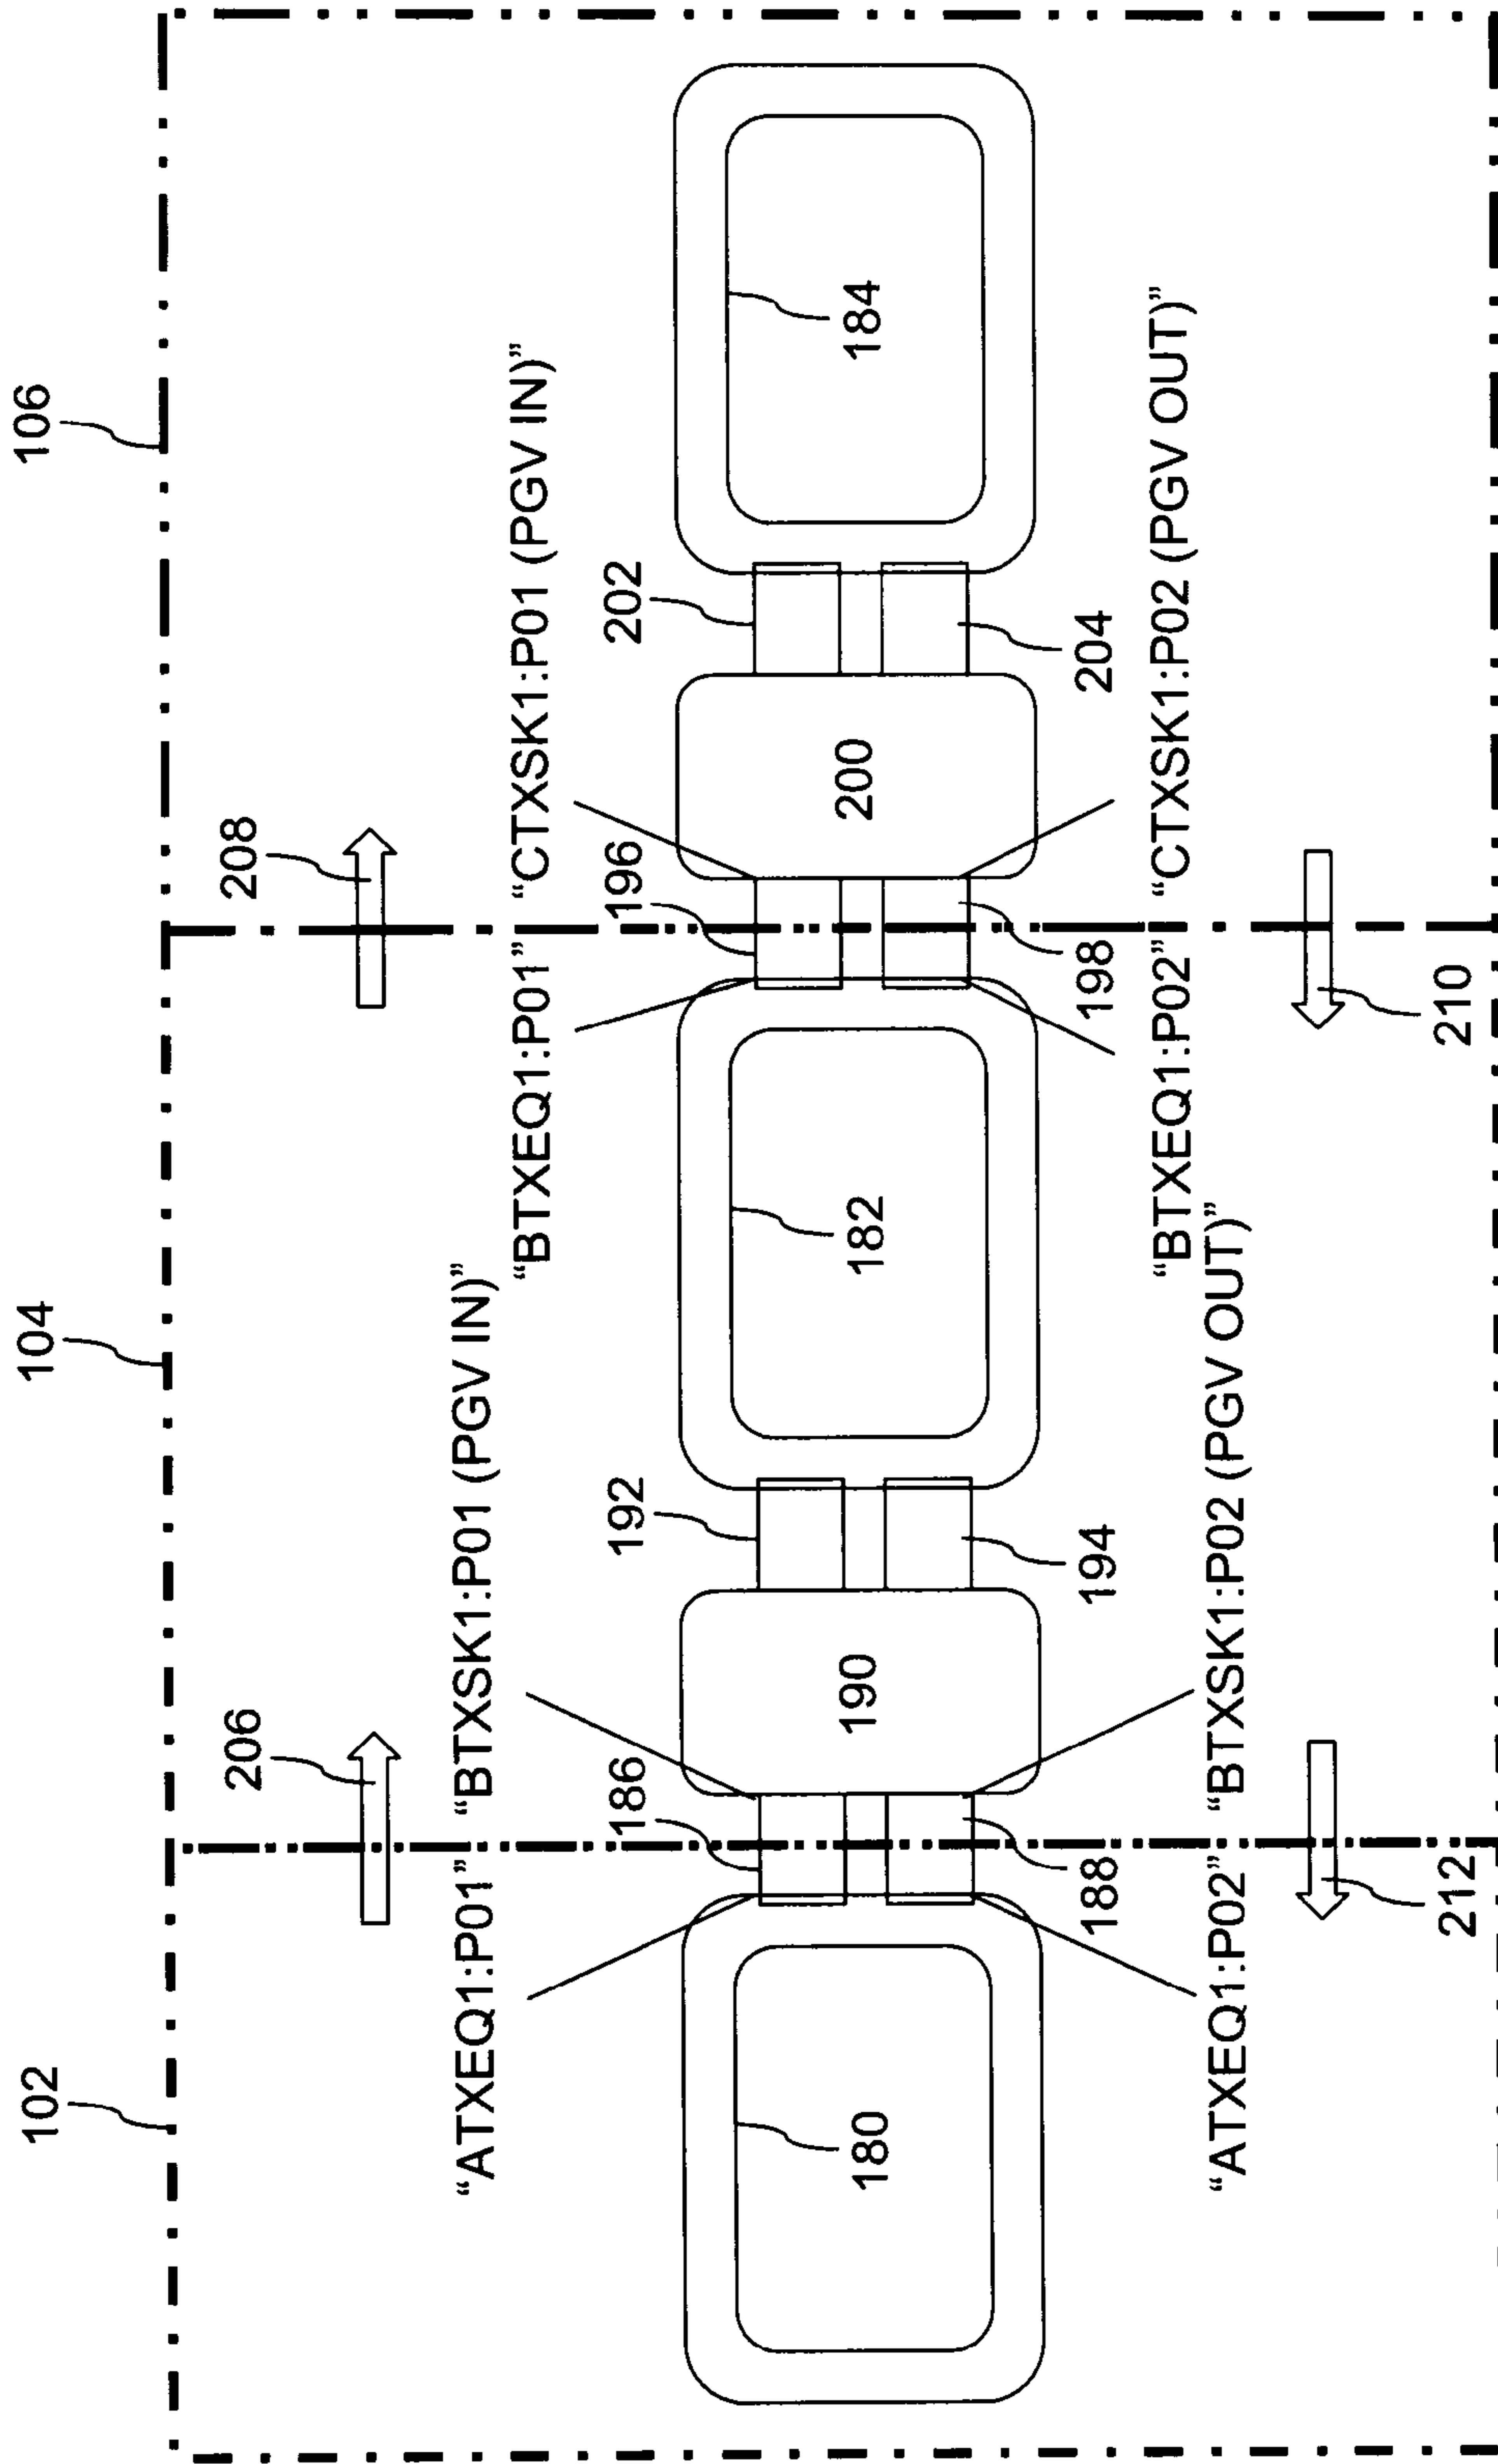 102
104
106
206
208
"BTXSK1:P01 (PGV IN)"
"ATXEQ1:P01"
"CTXSK1:P01 (PGV IN)"
"BTXEQ1:P01"
186
192
196
202
180
190
182
200
184
188
194
198
204
"BTXEQ1:P02"
"CTXSK1:P02 (PGV OUT)"
"ATXEQ1:P02"
"BTXSK1:P02 (PGV OUT)"
212
210